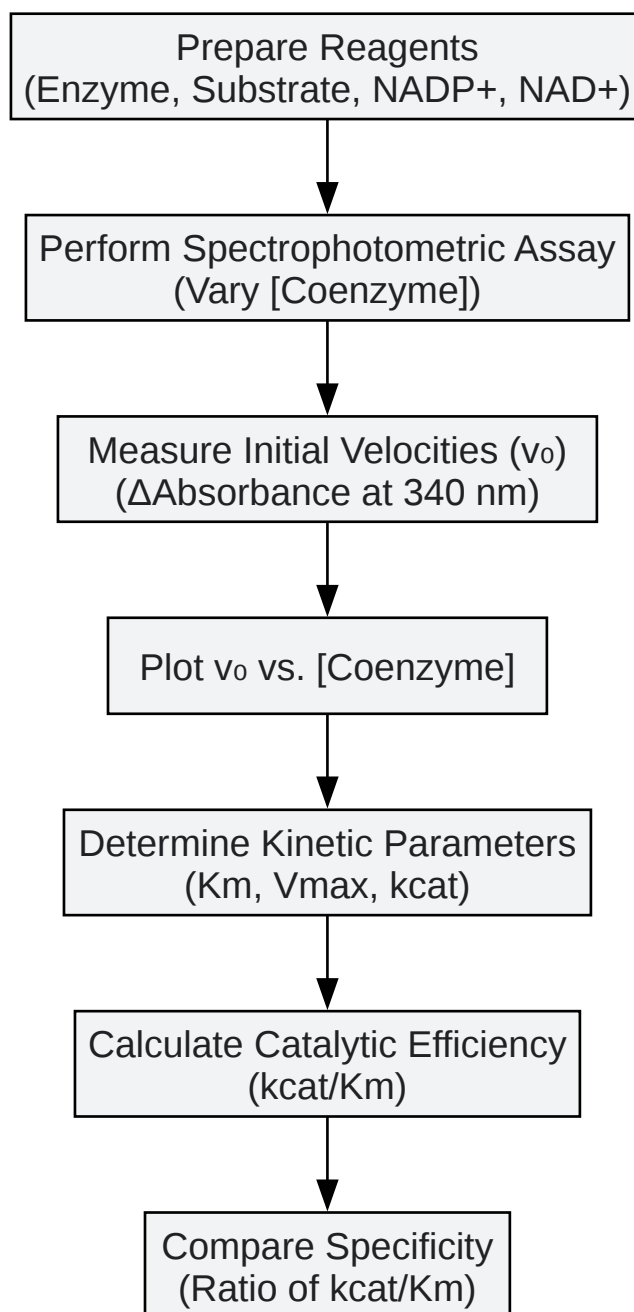 Prepare Reagents
(Enzyme, Substrate, NADP+, NAD+)
Perform Spectrophotometric Assay
(Vary [Coenzyme])
Measure Initial Velocities (v₀)
(ΔAbsorbance at 340 nm)
Plot v₀ vs. [Coenzyme]
Determine Kinetic Parameters
(Km, Vmax, kcat)
Calculate Catalytic Efficiency
(kcat/Km)
Compare Specificity
(Ratio of kcat/Km)